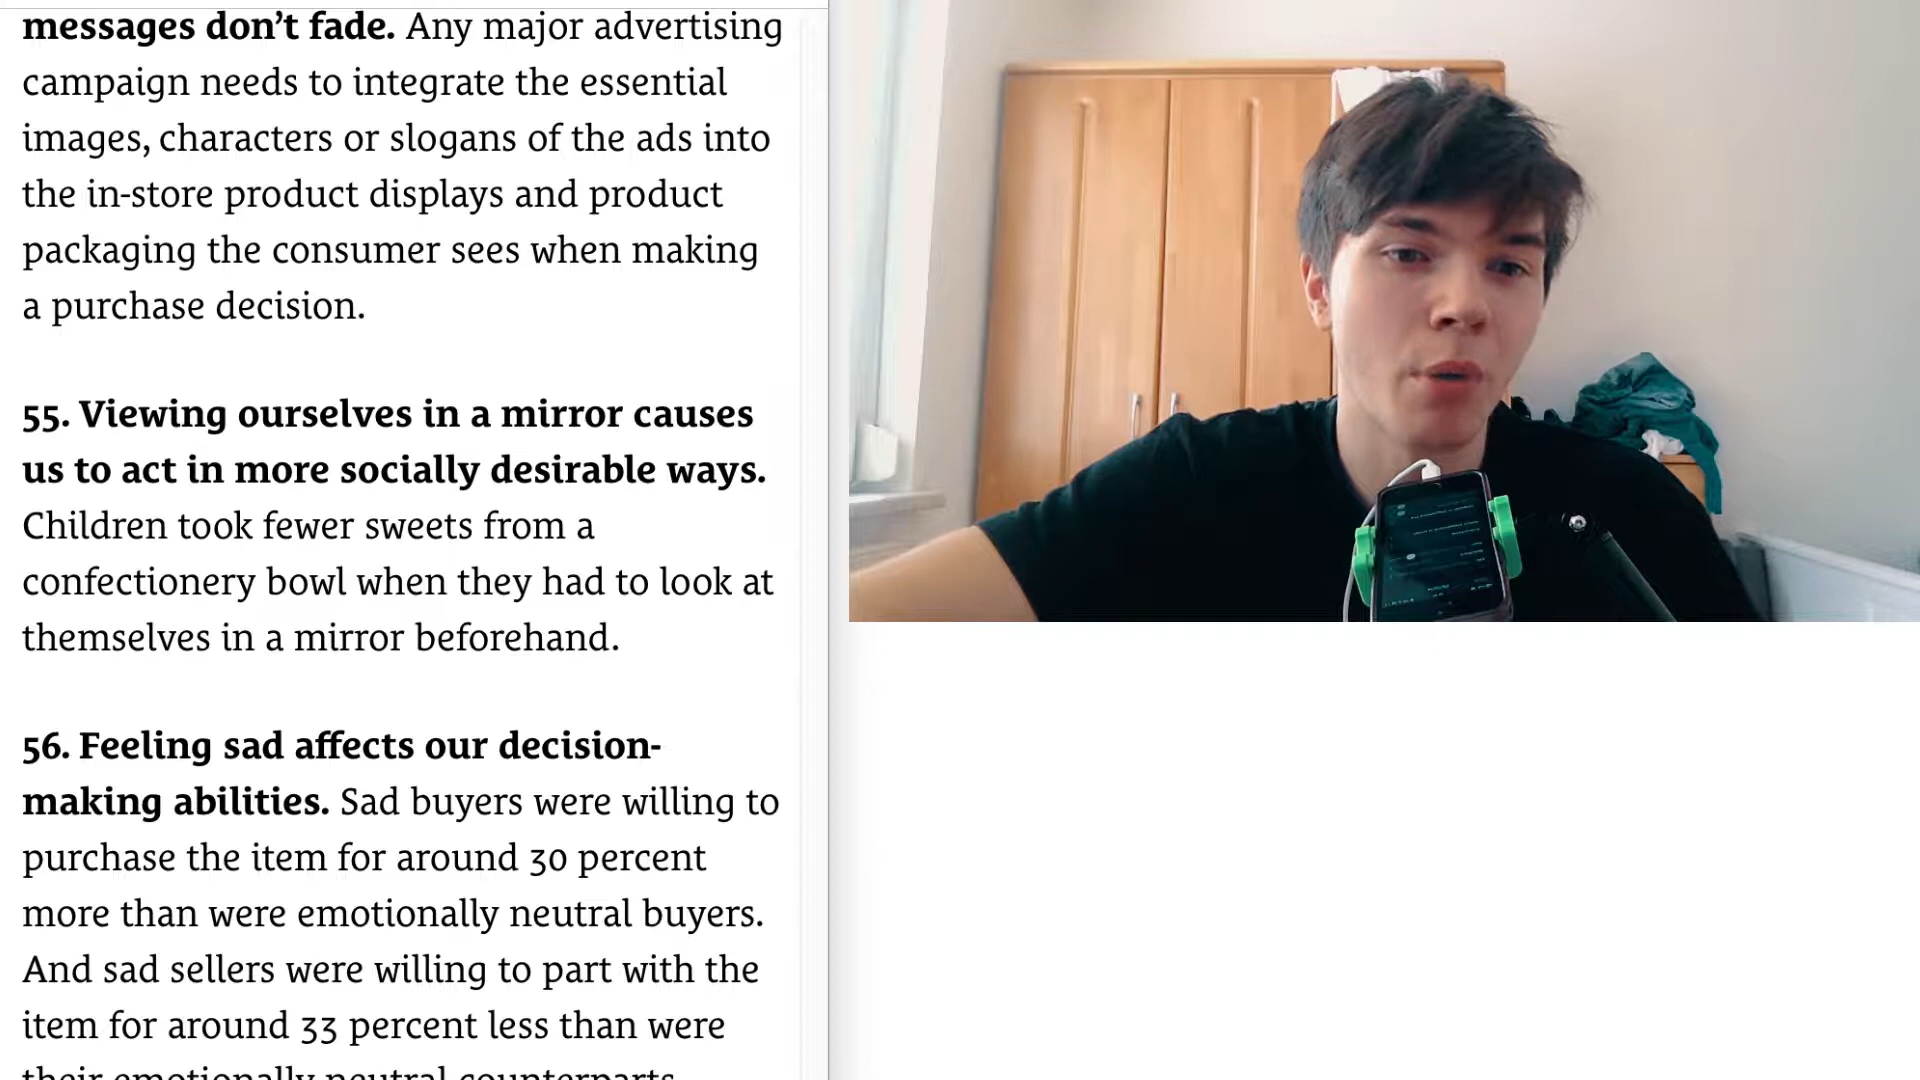 messages don’t fade. Any major advertising
campaign needs to integrate the essential
images, characters or slogans of the ads into
the in-store product displays and product
packaging the consumer sees when making
a purchase decision.
55. Viewing ourselves in a mirror causes
us to act in more socially desirable ways.
Children took fewer sweets from a
confectionery bowl when they had to look at
themselves in a mirror beforehand.
56. Feeling sad affects our decision-
making abilities. Sad buyers were willing to
purchase the item for around 30 percent
more than were emotionally neutral buyers.
And sad sellers were willing to part with the
item for around 33 percent less than were
their emotionally neutral counterparts.